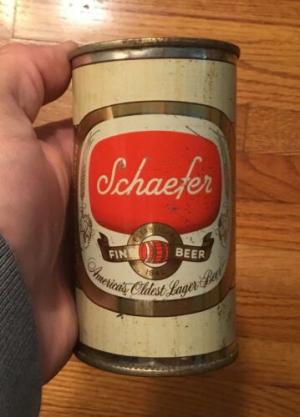 Schaefer
FINE BEER
1842
America's Oldest Lager Beer